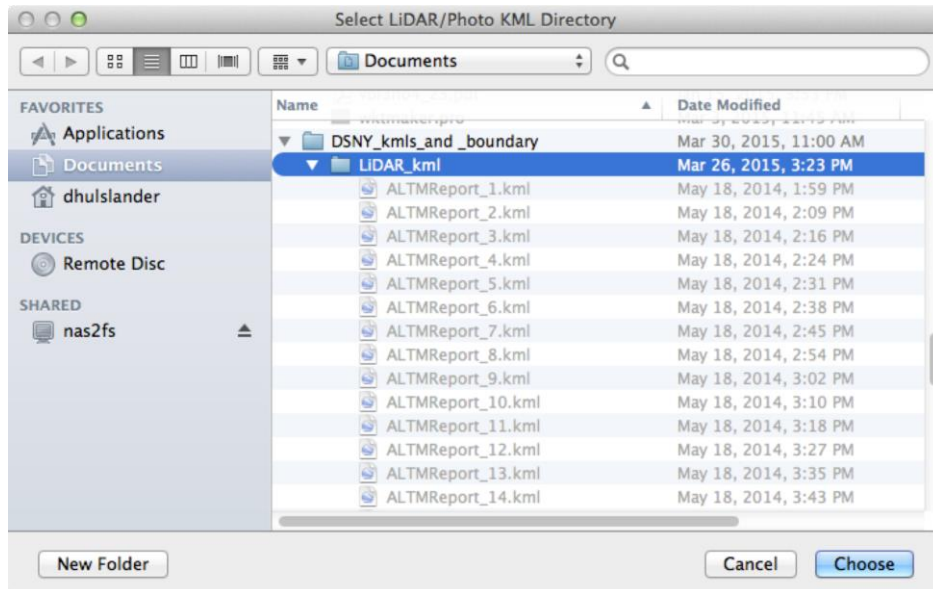 Select LiDAR/Photo KML Directory
Documents
FAVORITES
Applications
Documents
dhulslander
DEVICES
Remote Disc
SHARED
nas2fs
Name Date Modified
DSNY_kmls_and _boundary Mar 30, 2015, 11:00 AM
LiDAR_kml Mar 26, 2015, 3:23 PM
ALTMReport_1.kml May 18, 2014, 1:59 PM
ALTMReport_2.kml May 18, 2014, 2:09 PM
ALTMReport_3.kml May 18, 2014, 2:16 PM
ALTMReport_4.kml May 18, 2014, 2:24 PM
ALTMReport_5.kml May 18, 2014, 2:31 PM
ALTMReport_6.kml May 18, 2014, 2:38 PM
ALTMReport_7.kml May 18, 2014, 2:45 PM
ALTMReport_8.kml May 18, 2014, 2:54 PM
ALTMReport_9.kml May 18, 2014, 3:02 PM
ALTMReport_10.kml May 18, 2014, 3:10 PM
ALTMReport_11.kml May 18, 2014, 3:18 PM
ALTMReport_12.kml May 18, 2014, 3:27 PM
ALTMReport_13.kml May 18, 2014, 3:35 PM
ALTMReport_14.kml May 18, 2014, 3:43 PM
New Folder Cancel Choose